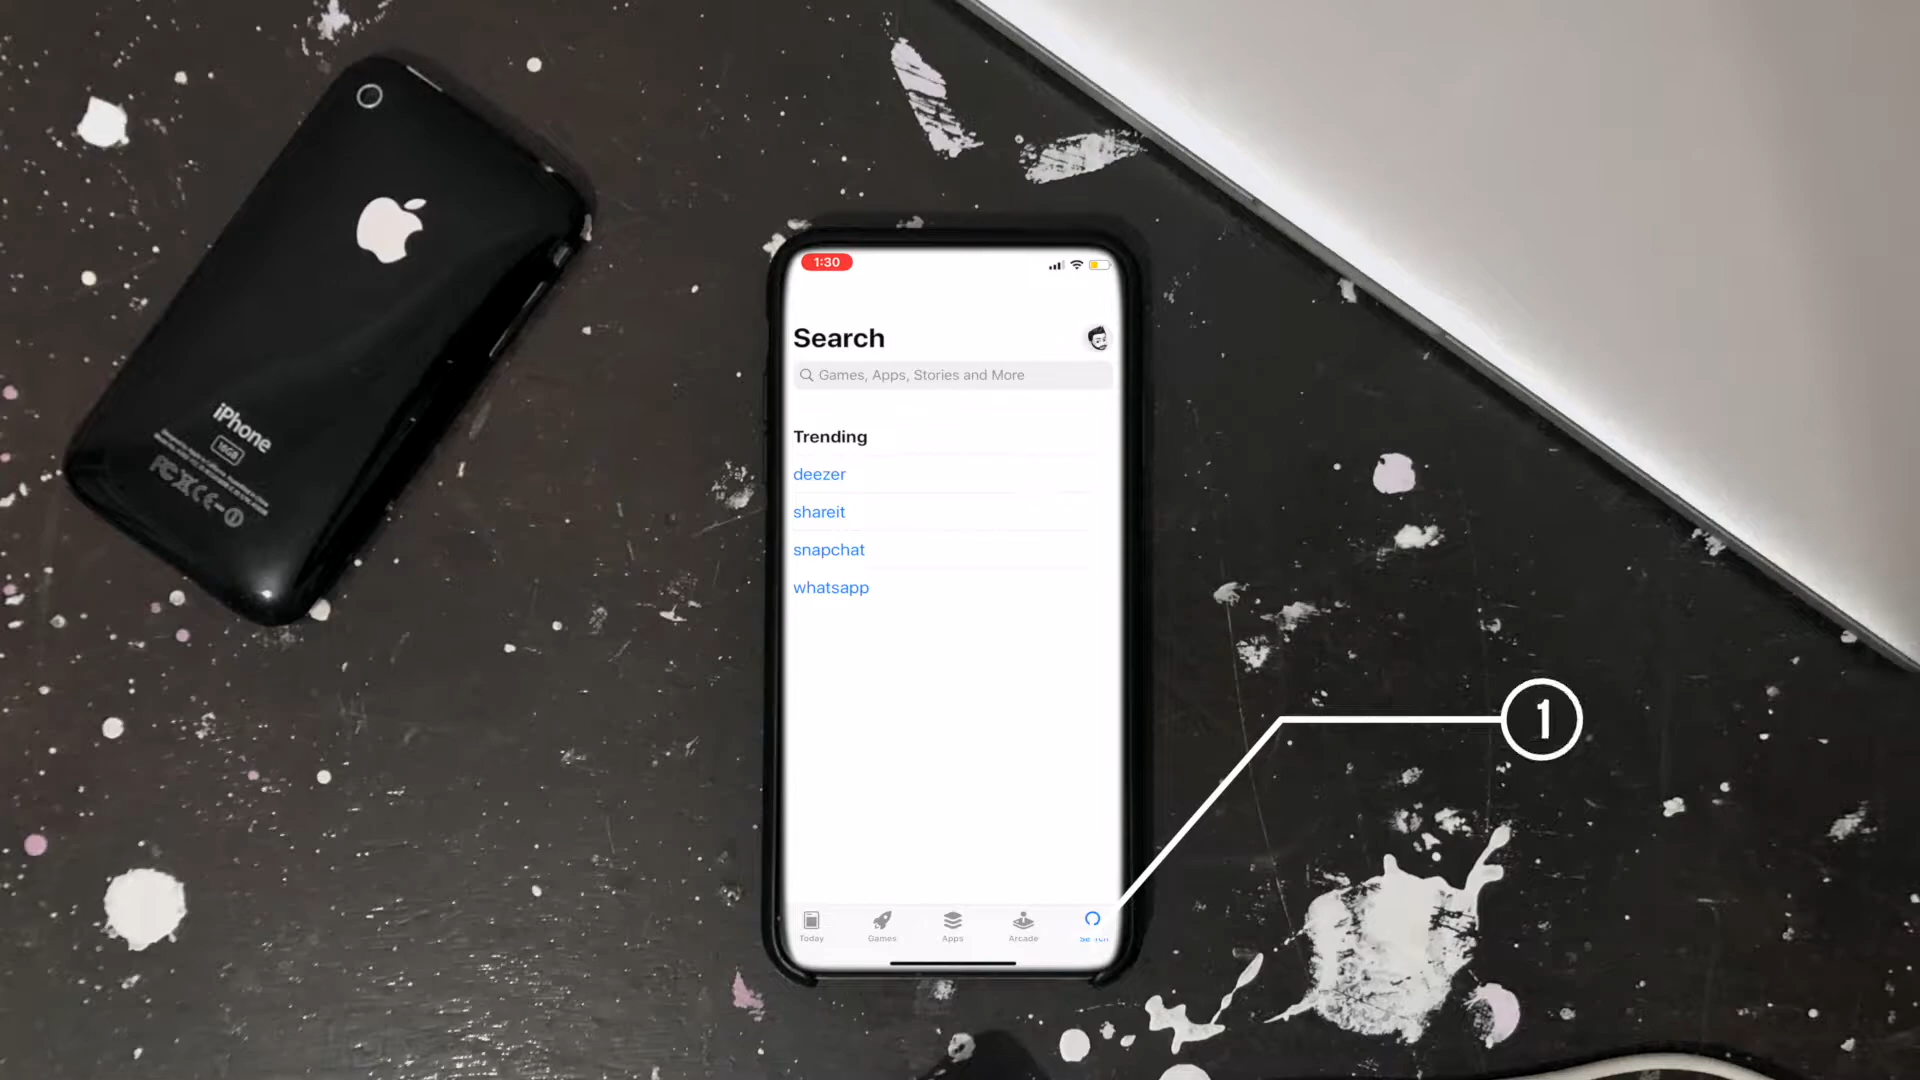 1:30
Search
Games, Apps, Stories and More
Trending
deezer
shareit
snapchat
whatsapp
Today
Games
Apps
Arcade
1
iPhone
16GB